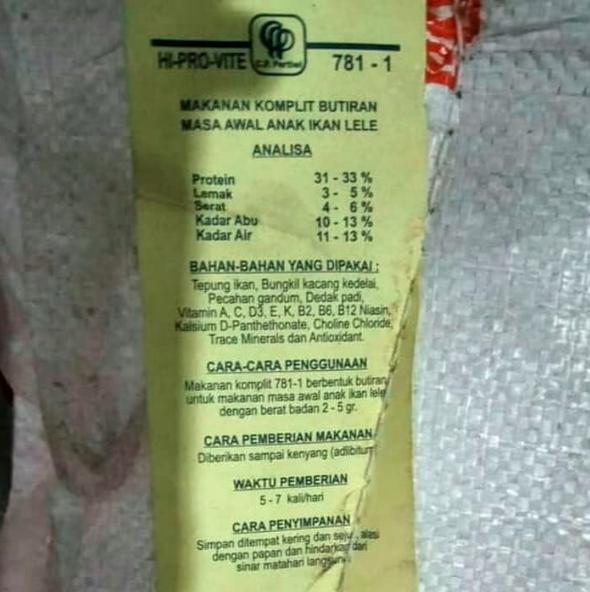 HI-PRO-VITE C.P. Pertiwi 781 - 1
MAKANAN KOMPLIT BUTIRAN
MASA AWAL ANAK IKAN LELE
ANALISA
Protein 31 - 33 %
Lemak 3 - 5 %
Serat 4 - 6 %
Kadar Abu 10 - 13 %
Kadar Air 11 - 13 %
BAHAN-BAHAN YANG DIPAKAI :
Tepung ikan, Bungkil kacang kedelai,
Pecahan gandum, Dedak padi,
Vitamin A, C, D3, E, K, B2, B6, B12 Niasin,
Kalsium D-Panthethonate, Choline Chloride,
Trace Minerals dan Antioxidant.
CARA-CARA PENGGUNAAN
Makanan komplit 781-1 berbentuk butiran
untuk makanan masa awal anak ikan lele
dengan berat badan 2 - 5 gr.
CARA PEMBERIAN MAKANAN
Diberikan sampai kenyang (adlibitum
WAKTU PEMBERIAN
5 - 7 kali/hari
CARA PENYIMPANAN
Simpan ditempat kering dan alasi
dengan papan dan hindarkan dari
sinar matahari